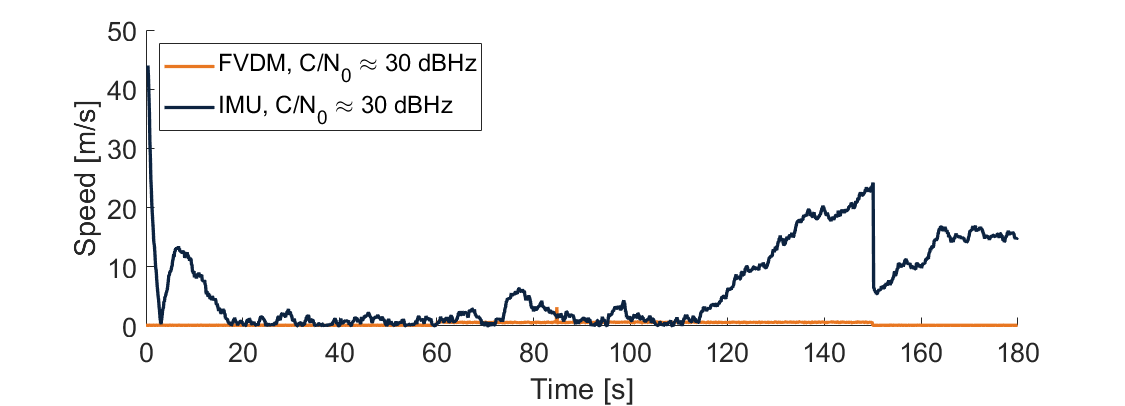 50
40
30
20
10
0
Speed [m/s]
FVDM, C/N₀ ≈ 30 dBHz
IMU, C/N₀ ≈ 30 dBHz
0 20 40 60 80 100 120 140 160 180
Time [s]